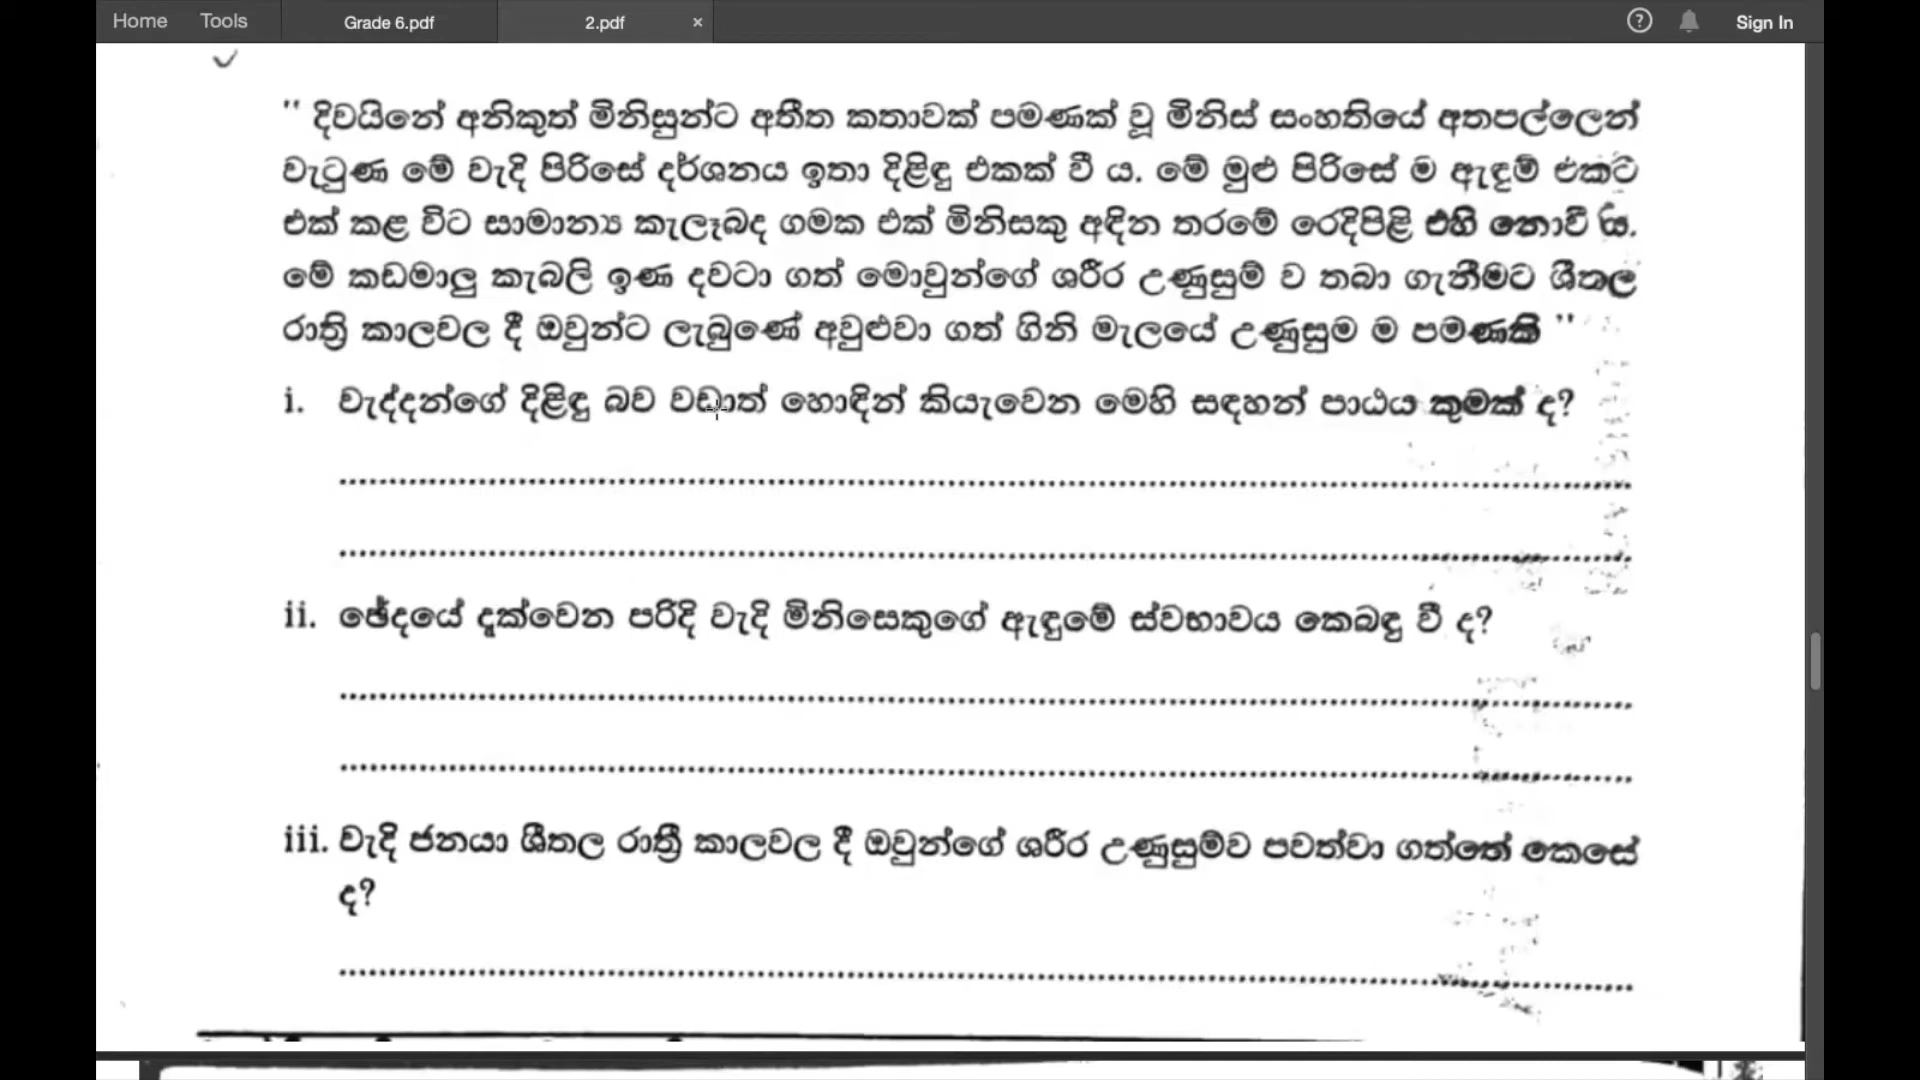 Home Tools Grade 6.pdf 2.pdf × ? Sign In
" දිවයිනේ අනිකුත් මිනිසුන්ට අතීත කතාවක් පමණක් වූ මිනිස් සංහතියේ අතපල්ලෙන්
වැටුණ මේ වැදි පිරිසේ දර්ශනය ඉතා දිළිඳු එකක් වී ය. මේ මුළු පිරිසේ ම ඇඳුම් එකට
එක් කළ විට සාමාන්‍ය කැලෑබද ගමක එක් මිනිසකු අඳින තරමේ රෙදිපිළි එහි නොවී ය.
මේ කඩමාලු කැබලි ඉණ දවටා ගත් මොවුන්ගේ ශරීර උණුසුම් ව තබා ගැනීමට ශීතල
රාත්‍රි කාලවල දී ඔවුන්ට ලැබුණේ අවුළුවා ගත් ගිනි මැලයේ උණුසුම ම පමණකි "
i. වැද්දන්ගේ දිළිඳු බව වඩාත් හොඳින් කියැවෙන මෙහි සඳහන් පාඨය කුමක් ද?
ii. ඡේදයේ දැක්වෙන පරිදි වැදි මිනිසෙකුගේ ඇඳුමේ ස්වභාවය කෙබඳු වී ද?
iii. වැදි ජනයා ශීතල රාත්‍රී කාලවල දී ඔවුන්ගේ ශරීර උණුසුම්ව පවත්වා ගත්තේ කෙසේ
ද?